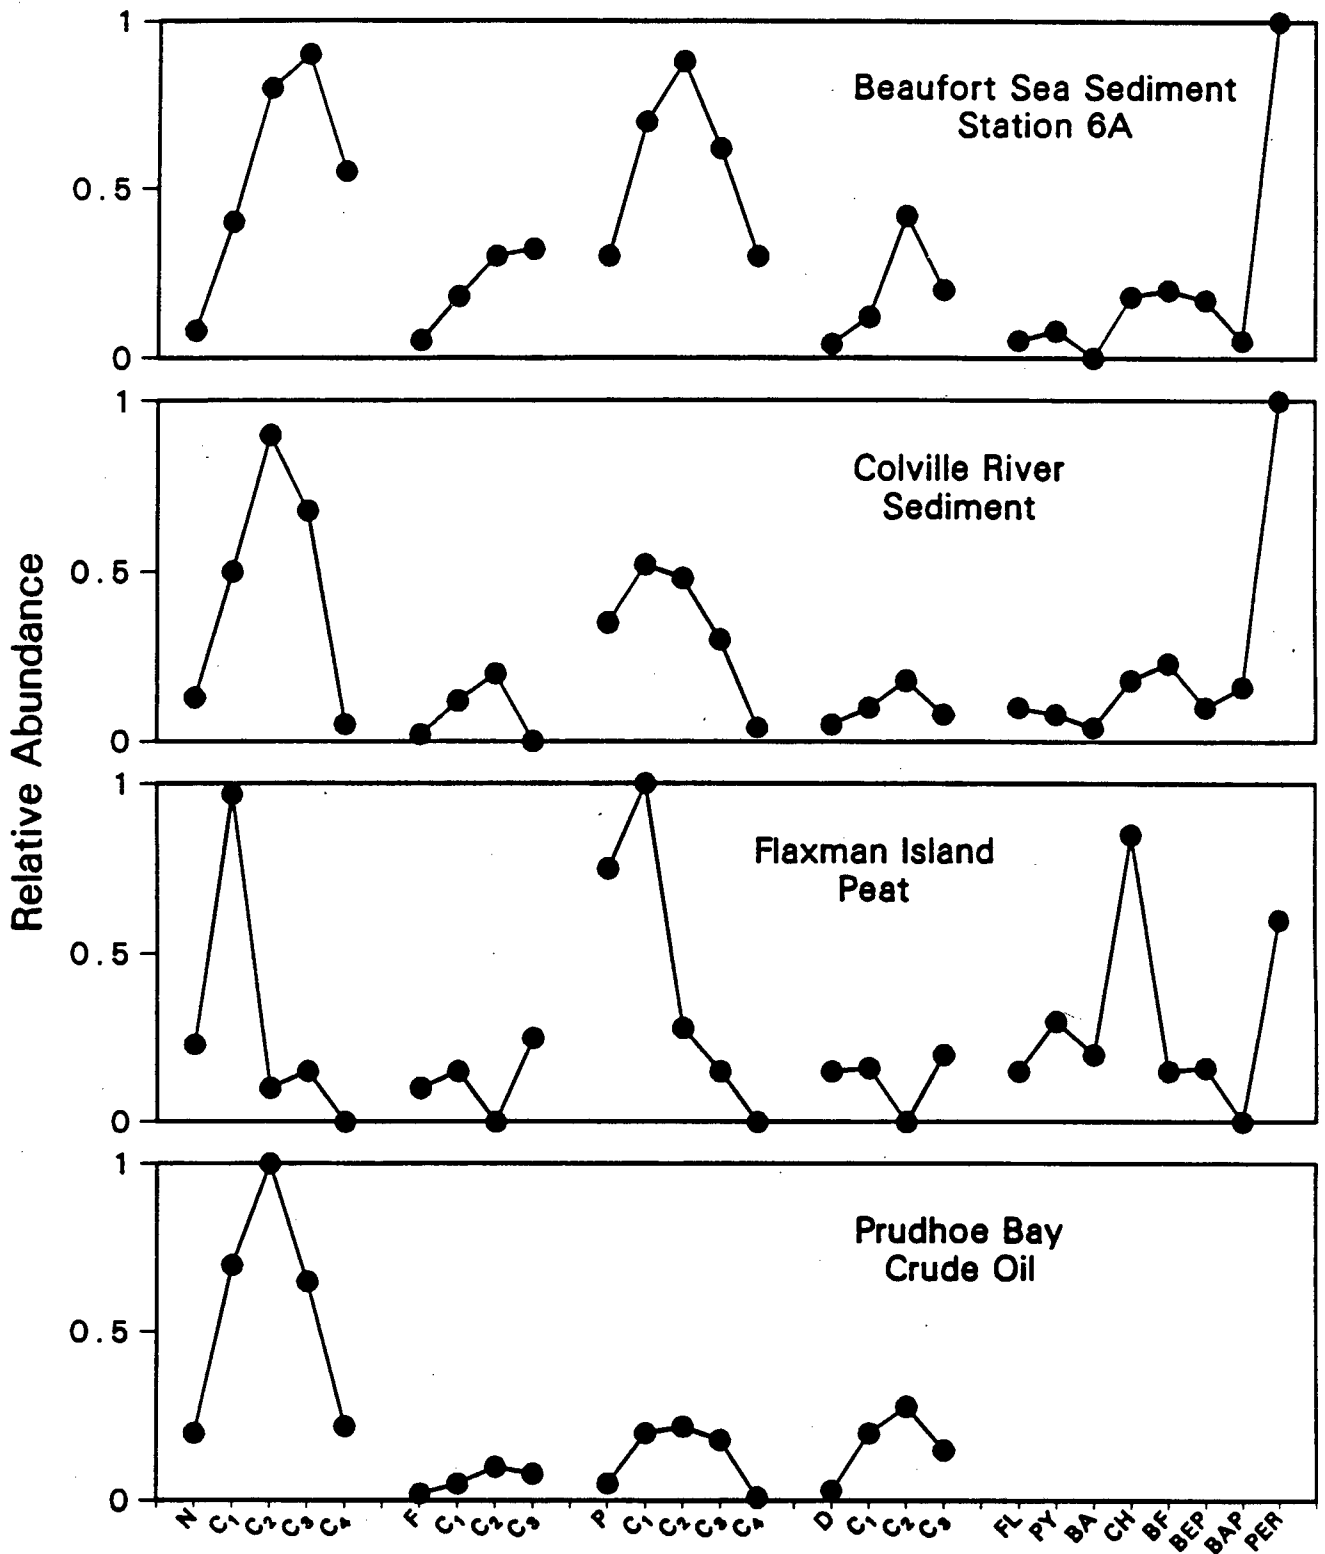 Relative Abundance
1
0.5
0
Beaufort Sea Sediment
Station 6A
1
0.5
0
Colville River
Sediment
1
0.5
0
Flaxman Island
Peat
1
0.5
0
Prudhoe Bay
Crude Oil
N C₁ C₂ C₃ C₄ F C₁ C₂ C₃ P C₁ C₂ C₃ C₄ D C₁ C₂ C₃ FL PY BA CH BF BEP BAP PER